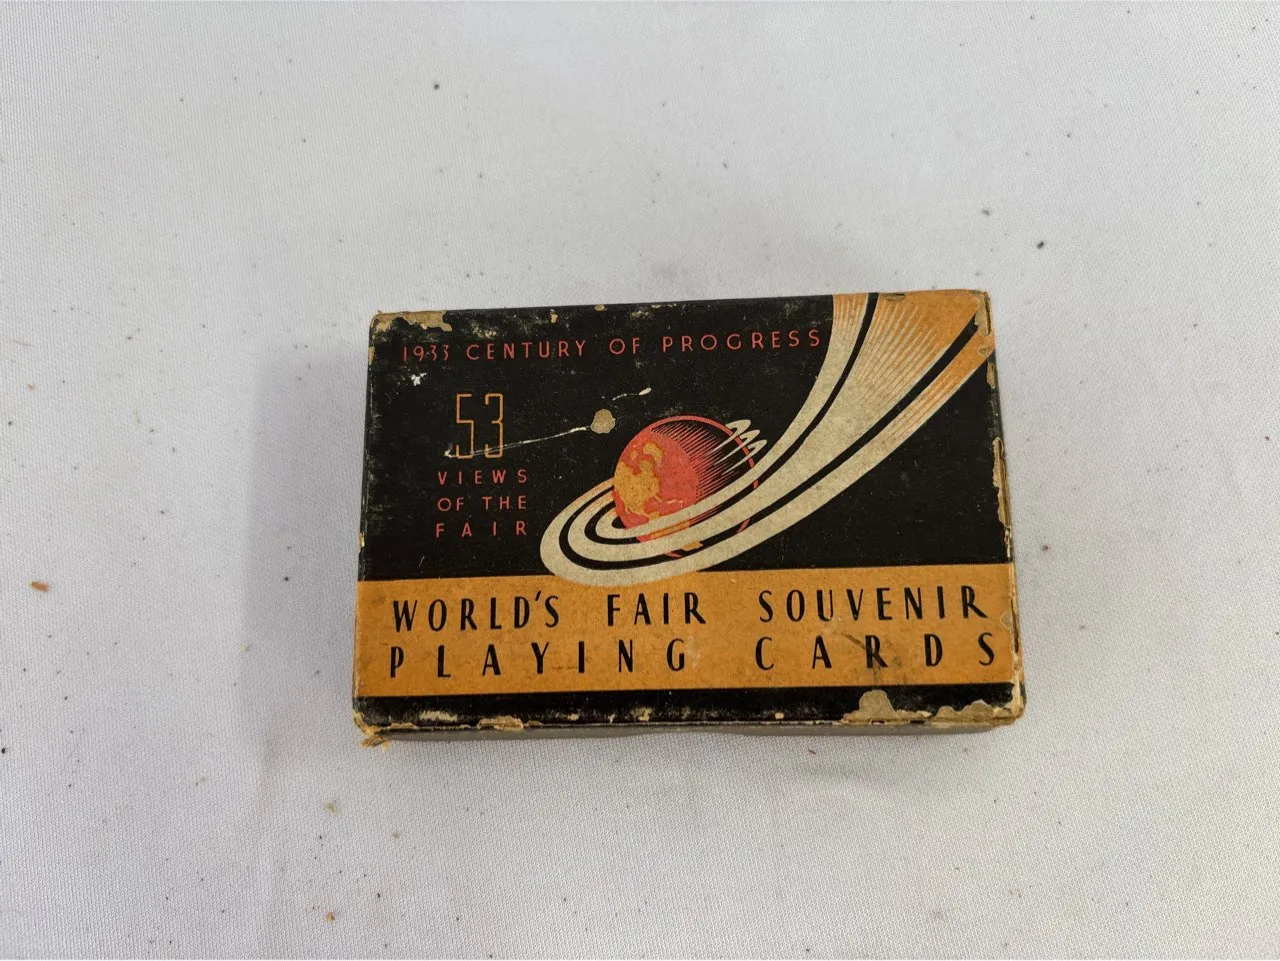 1933 CENTURY OF PROGRESS
53
VIEWS
OF THE
FAIR
WORLD'S FAIR SOUVENIR
PLAYING CARDS